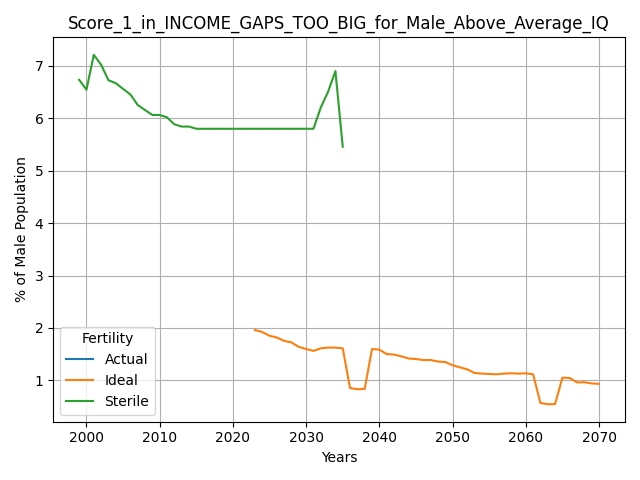 Score_1_in_INCOME_GAPS_TOO_BIG_for_Male_Above_Average_IQ
% of Male Population
7
6
5
4
3
2
1
Fertility
Actual
Ideal
Sterile
2000 2010 2020 2030 2040 2050 2060 2070
Years